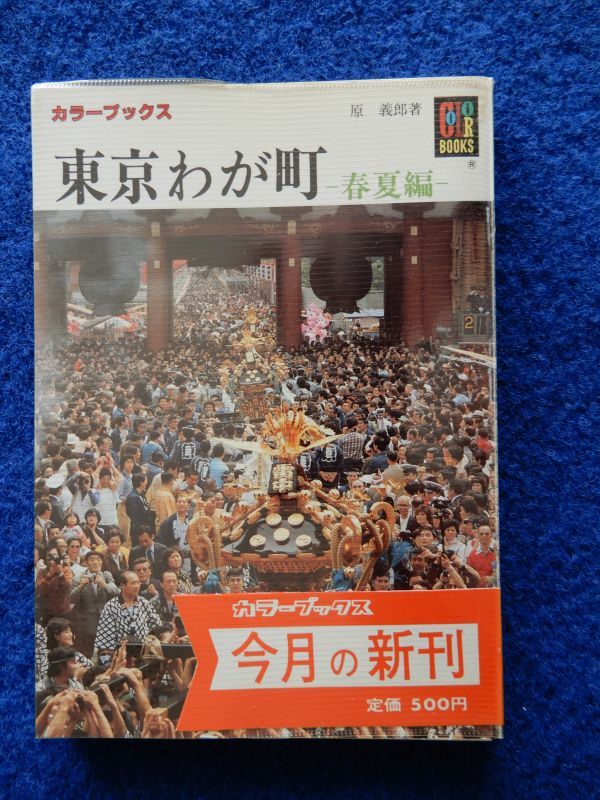 カラーブックス
原 義郎著
COLOR
BOOKS
®
東京わが町
-春夏編-
2
カラーブックス
今月の新刊
定価 500円